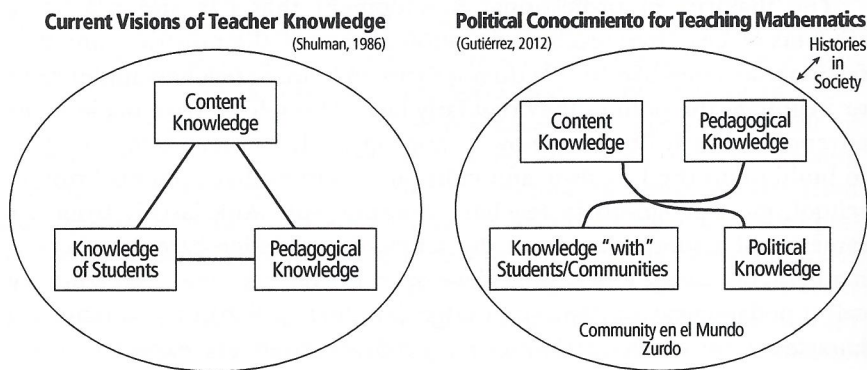 Current Visions of Teacher Knowledge
(Shulman, 1986)
Content
Knowledge
Knowledge
of Students
Pedagogical
Knowledge
Political Conocimiento for Teaching Mathematics
(Gutiérrez, 2012)
Histories
in
Society
Content
Knowledge
Pedagogical
Knowledge
Knowledge "with"
Students/Communities
Political
Knowledge
Community en el Mundo
Zurdo